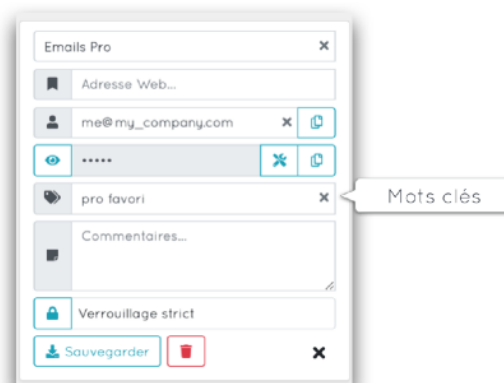 Emails Pro
Adresse Web...
me@my_company.com
•••••
pro favori
Mots clés
Commentaires...
Verrouillage strict
Sauvegarder